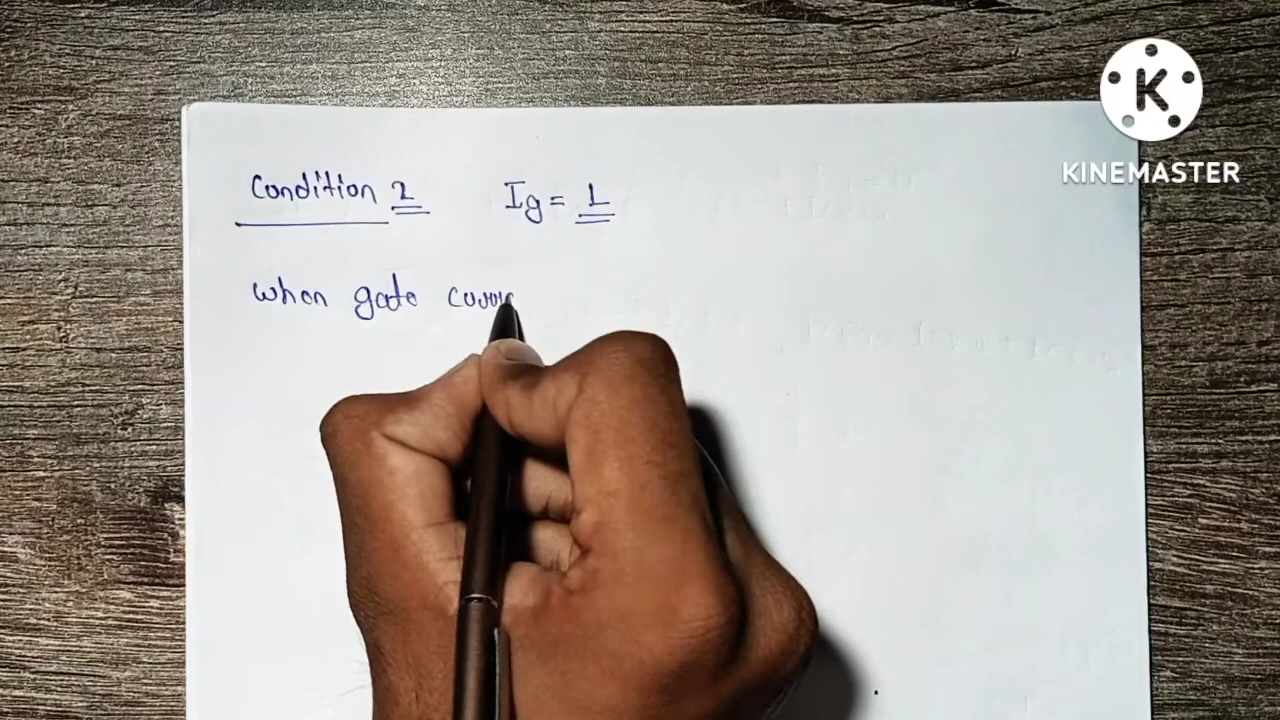 Condition 2 Ig = 1
when gate
K
KINEMASTER